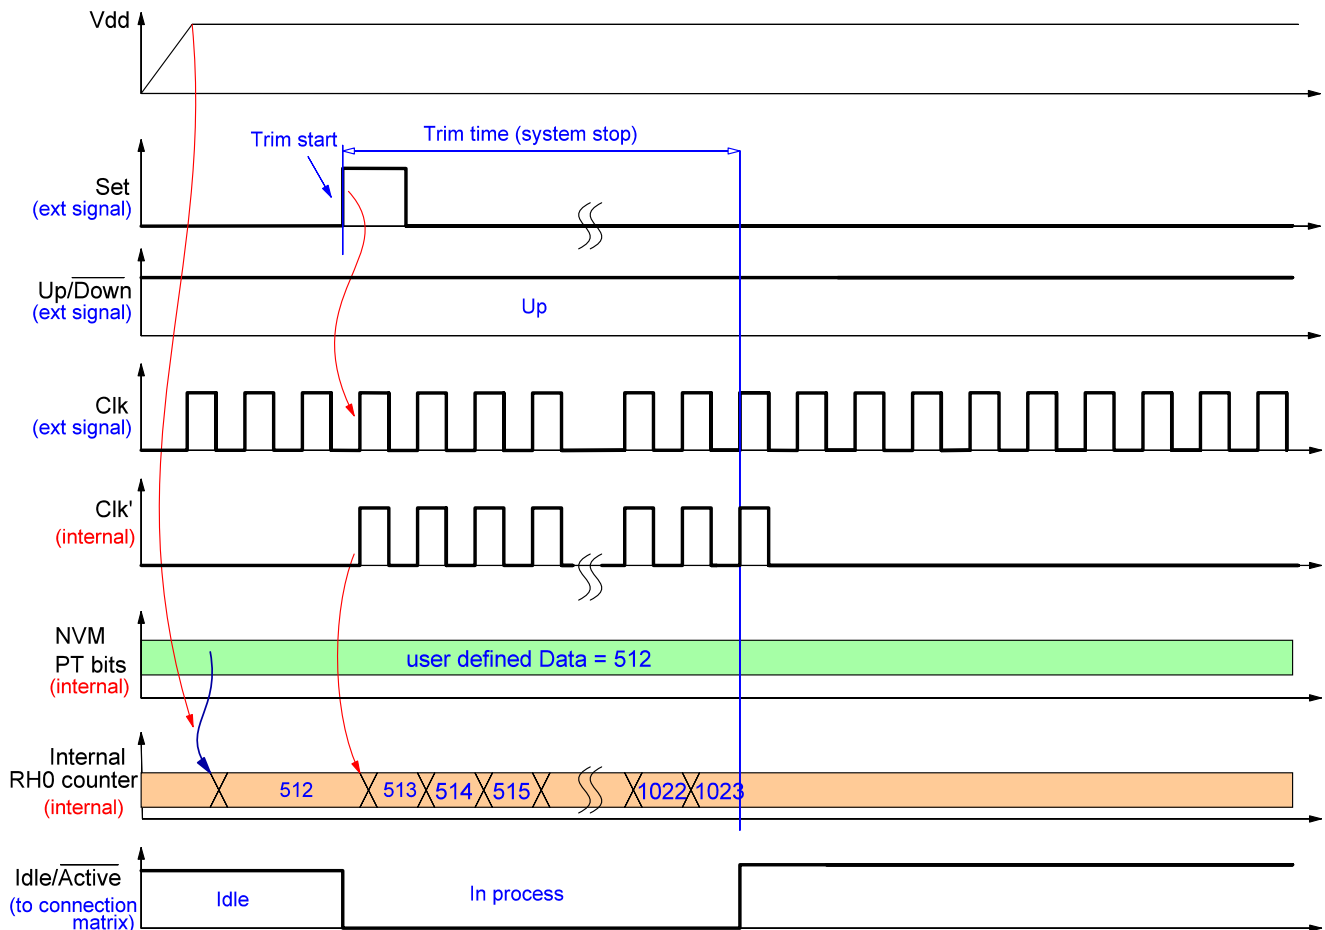 Vdd
Trim start
Trim time (system stop)
Set
(ext signal)
Up/Down
(ext signal)
Up
Clk
(ext signal)
Clk'
(internal)
NVM
PT bits
(internal)
user defined Data = 512
Internal
RH0 counter
(internal)
512
513
514
515
1022
1023
Idle/Active
(to connection
matrix)
Idle
In process